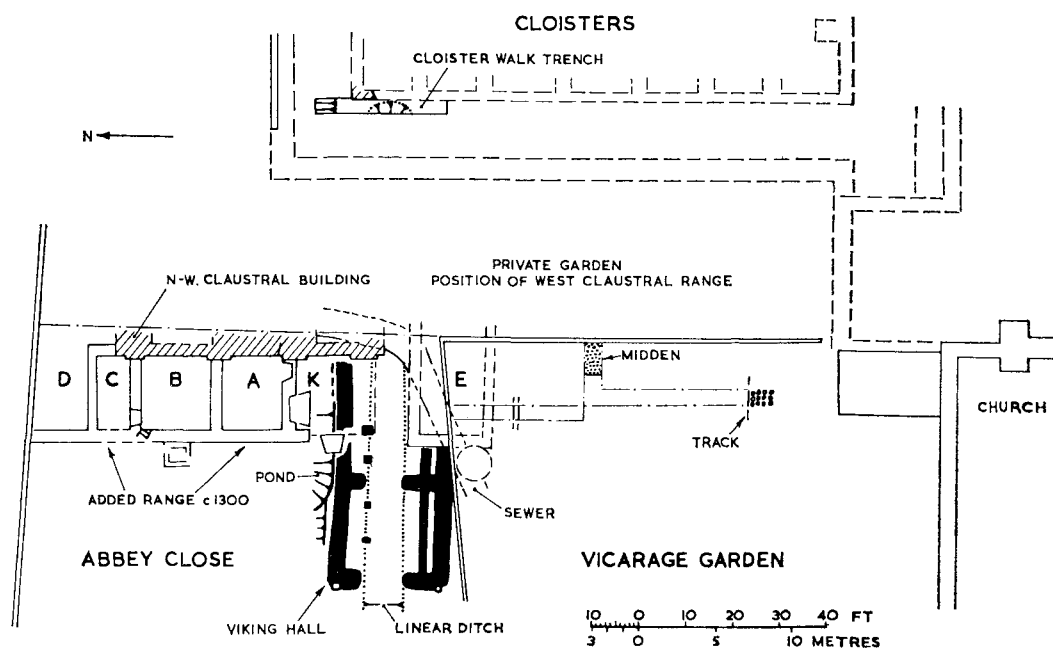 CLOISTERS
CLOISTER WALK TRENCH
N
PRIVATE GARDEN
POSITION OF WEST CLAUSTRAL RANGE
N-W. CLAUSTRAL BUILDING
MIDDEN
D
C
B
A
K
E
CHURCH
TRACK
POND
ADDED RANGE c 1300
SEWER
ABBEY CLOSE
VICARAGE GARDEN
VIKING HALL
LINEAR DITCH
10 0 10 20 30 40 FT
3 0 5 10 METRES